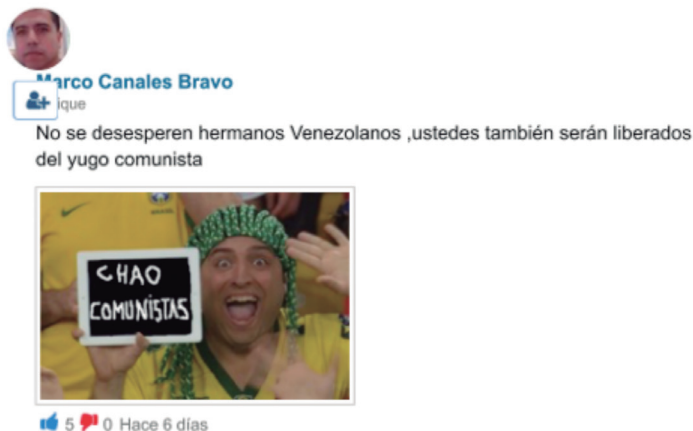 Marco Canales Bravo
ique
No se desesperen hermanos Venezolanos ,ustedes también serán liberados
del yugo comunista
CHAO
COMUNISTAS
5 0 Hace 6 días